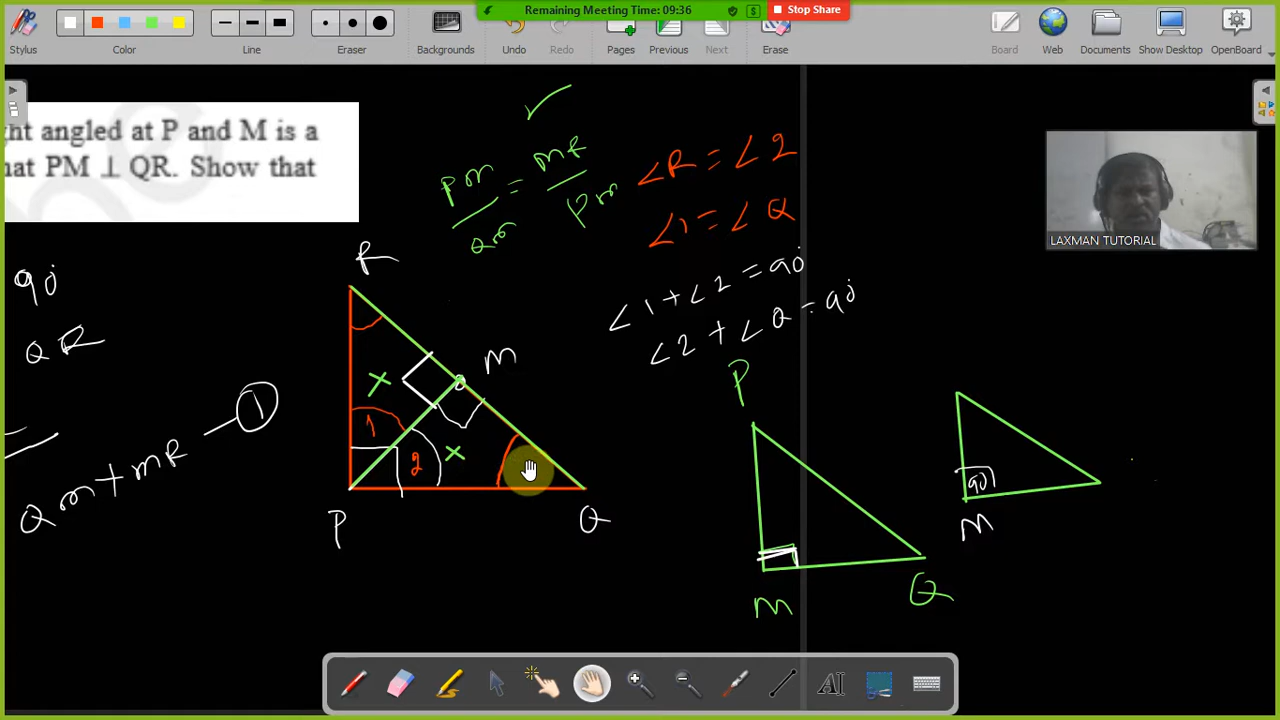 Remaining Meeting Time: 09:36
Stop Share
Stylus
Color
Line
Eraser
Backgrounds
Undo
Redo
Pages
Previous
Next
Erase
Board
Web
Documents
Show Desktop
OpenBoard
ght angled at P and M is a
hat PM ⊥ QR. Show that
PM/QM = MR/PM
∠R = ∠2
∠1 = ∠Q
∠1 + ∠2 = 90°
∠2 + ∠Q = 90°
LAXMAN TUTORIAL
90°
QR
QM + MR — 1
R
M
1
2
P
Q
P
M
Q
90
M
AI